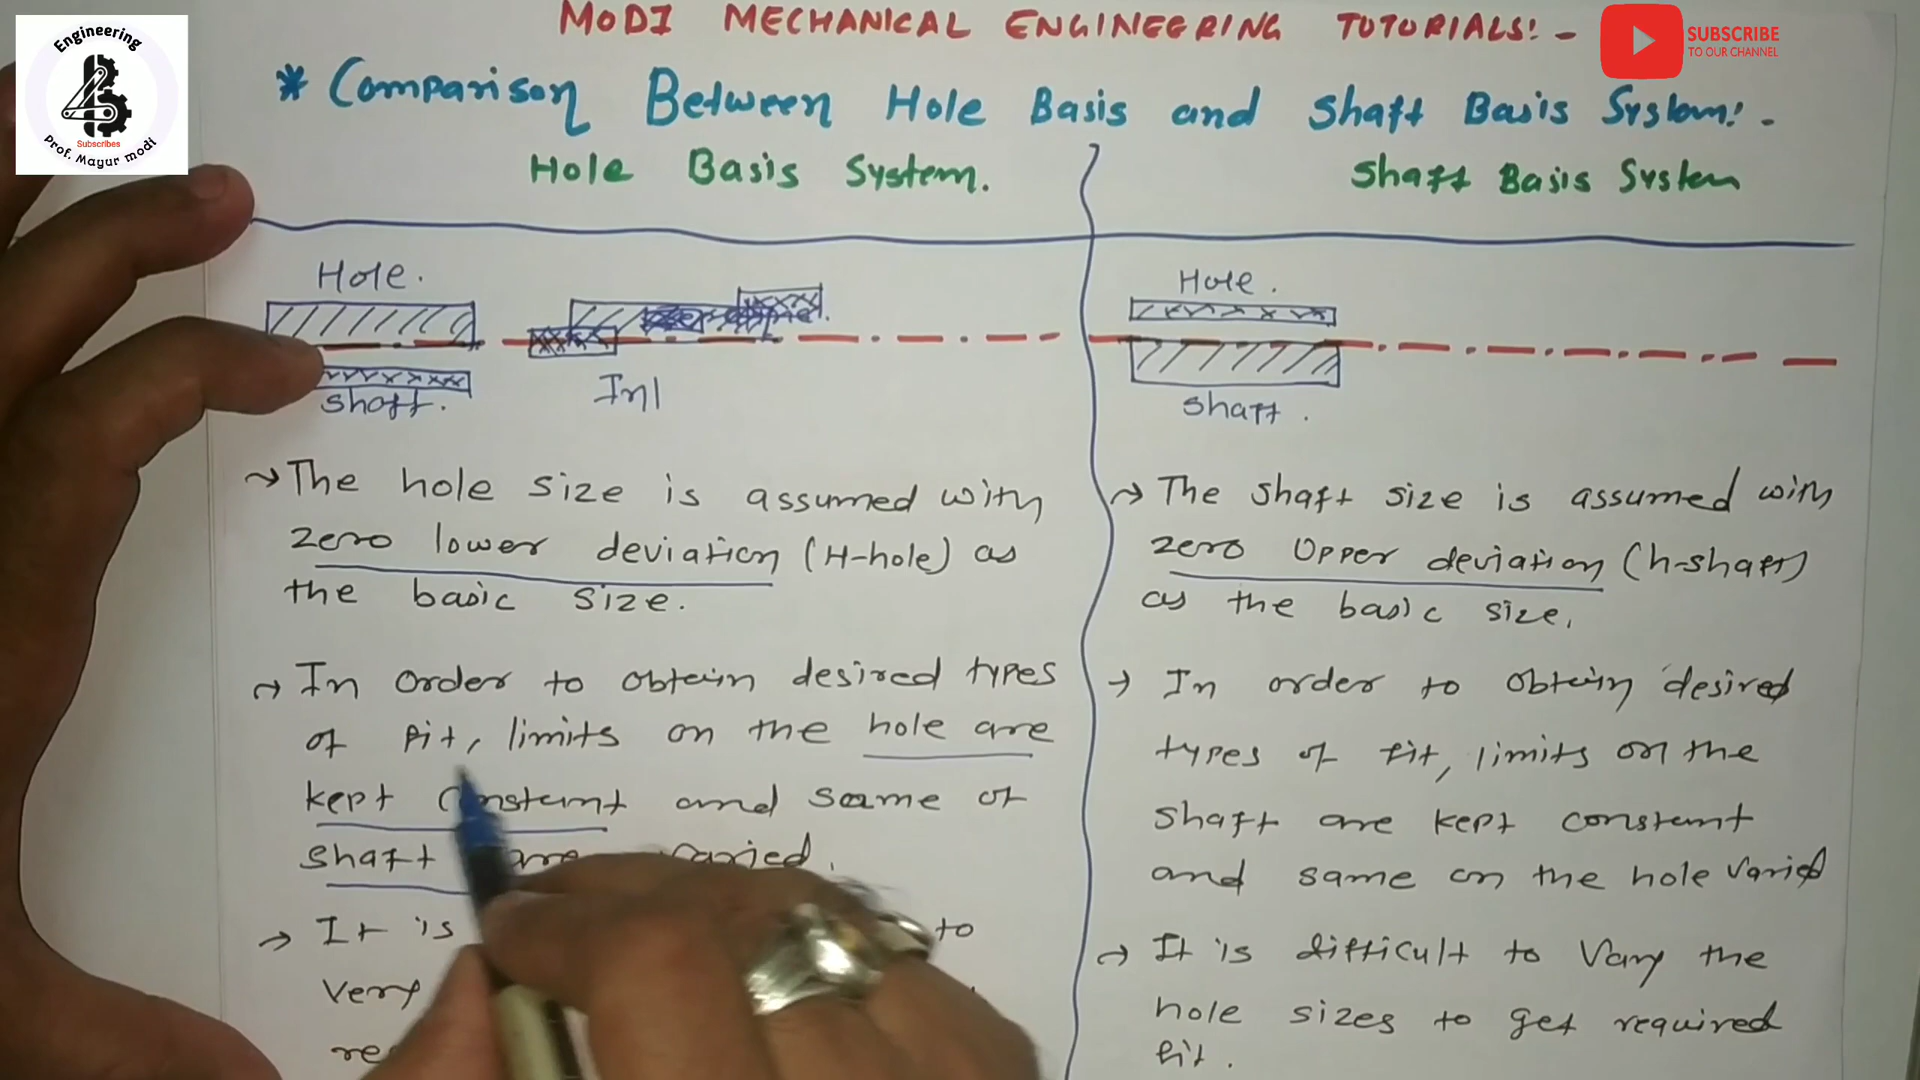 MODI MECHANICAL ENGINEERING TUTORIALS:-
SUBSCRIBE
TO OUR CHANNEL
Engineering
Subscribes
Prof. Mayur modi
* Comparison Between Hole Basis and Shaft Basis System:-
Hole Basis System.
Hole.
Shaft.
Int
The hole size is assumed with
zero lower deviation (H-hole) as
the basic size.
In order to obtain desired types
of fit, limits on the hole are
kept constant and same of
shaft are varied.
It is to
very
Shaft Basis System
Hole.
Shaft.
The shaft size is assumed with
zero Upper deviation (h-shaft)
as the basic size.
In order to obtain desired
types of fit, limits on the
shaft are kept constant
and same on the hole varied
It is difficult to vary the
hole sizes to get required
fit.